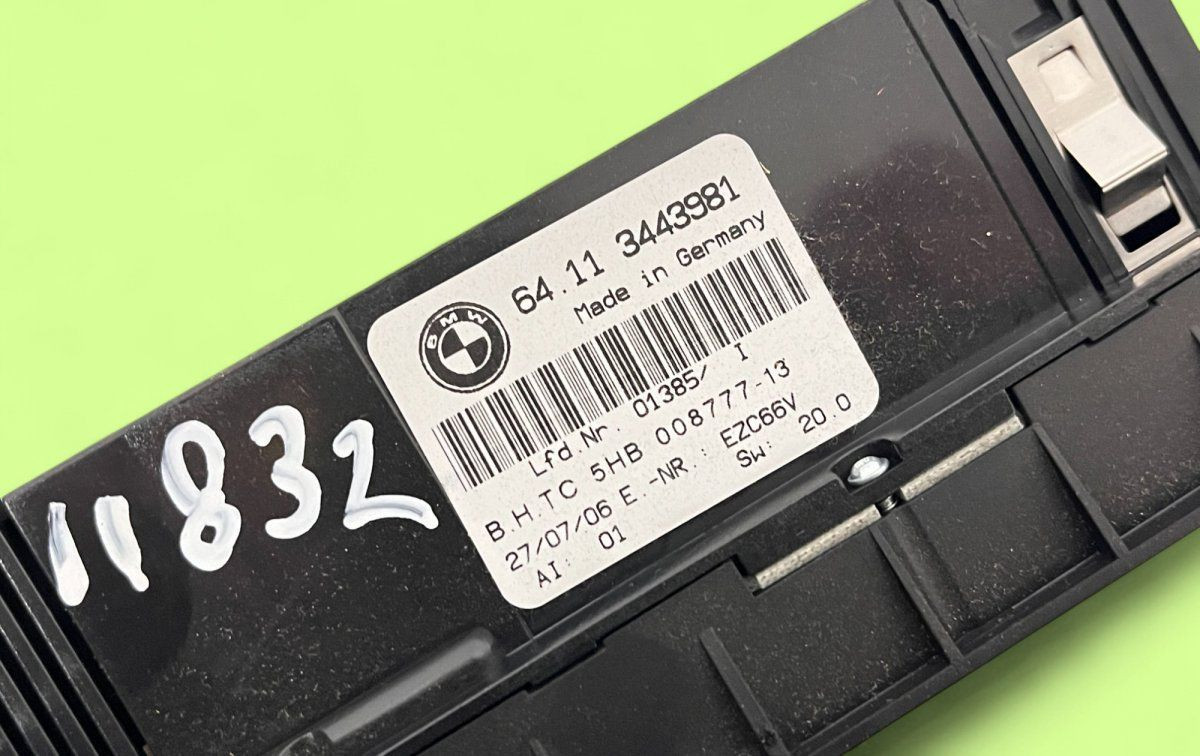 BMW
64.11 3443981
Made in Germany
Lfd.Nr. 01385/ I
B.H.TC 5HB 008777-13
27/07/06 E.-NR.: EZC66V
AI: 01 SW: 20.0
11832